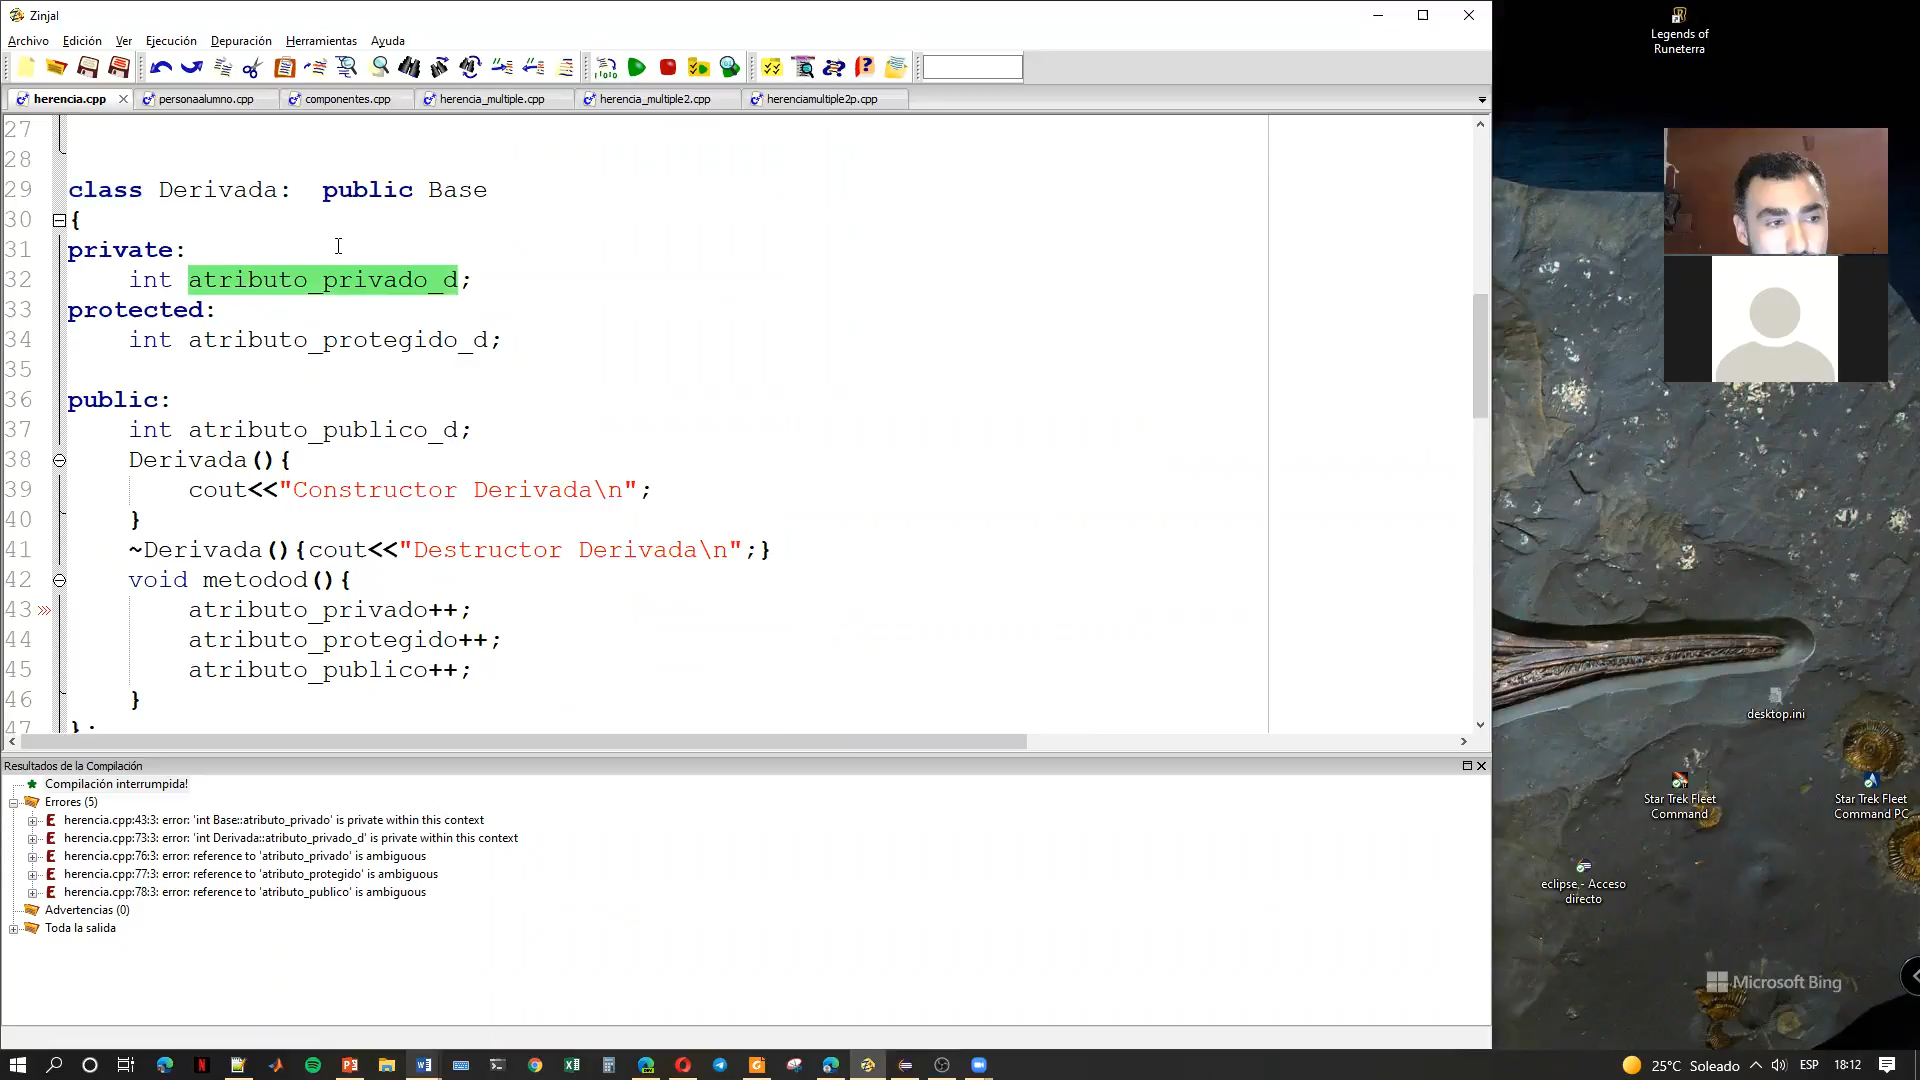 Zinjal
Archivo Edición Ver Ejecución Depuración Herramientas Ayuda
herencia.cpp personaalumno.cpp componentes.cpp herencia_multiple.cpp herencia_multiple2.cpp herenciamultiple2p.cpp
27
28
29 class Derivada:  public Base
30 {
31 private:
32 int atributo_privado_d;
33 protected:
34 int atributo_protegido_d;
35
36 public:
37 int atributo_publico_d;
38 Derivada(){
39 cout<<"Constructor Derivada\n";
40 }
41 ~Derivada(){cout<<"Destructor Derivada\n";}
42 void metodod(){
43 atributo_privado++;
44 atributo_protegido++;
45 atributo_publico++;
46 }
47 };
Resultados de la Compilación
Compilación interrumpida!
Errores (5)
herencia.cpp:43:3: error: 'int Base::atributo_privado' is private within this context
herencia.cpp:73:3: error: 'int Derivada::atributo_privado_d' is private within this context
herencia.cpp:76:3: error: reference to 'atributo_privado' is ambiguous
herencia.cpp:77:3: error: reference to 'atributo_protegido' is ambiguous
herencia.cpp:78:3: error: reference to 'atributo_publico' is ambiguous
Advertencias (0)
Toda la salida
Legends of
Runeterra
desktop.ini
Star Trek Fleet
Command
Star Trek Fleet
Command PC
eclipse - Acceso
directo
Microsoft Bing
25°C Soleado ESP 18:12